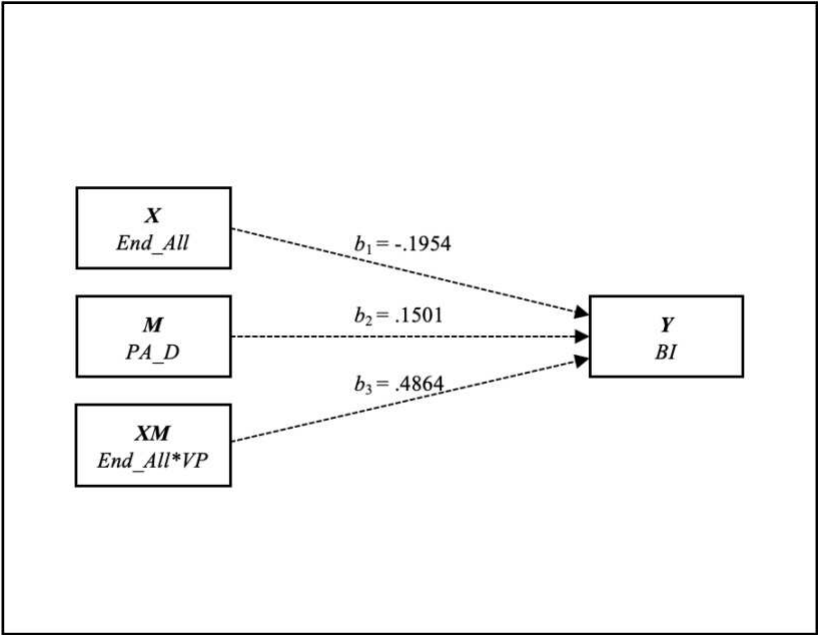 X
End_All
b₁ = -.1954
M
PA_D
b₂ = .1501
Y
BI
XM
End_All*VP
b₃ = .4864